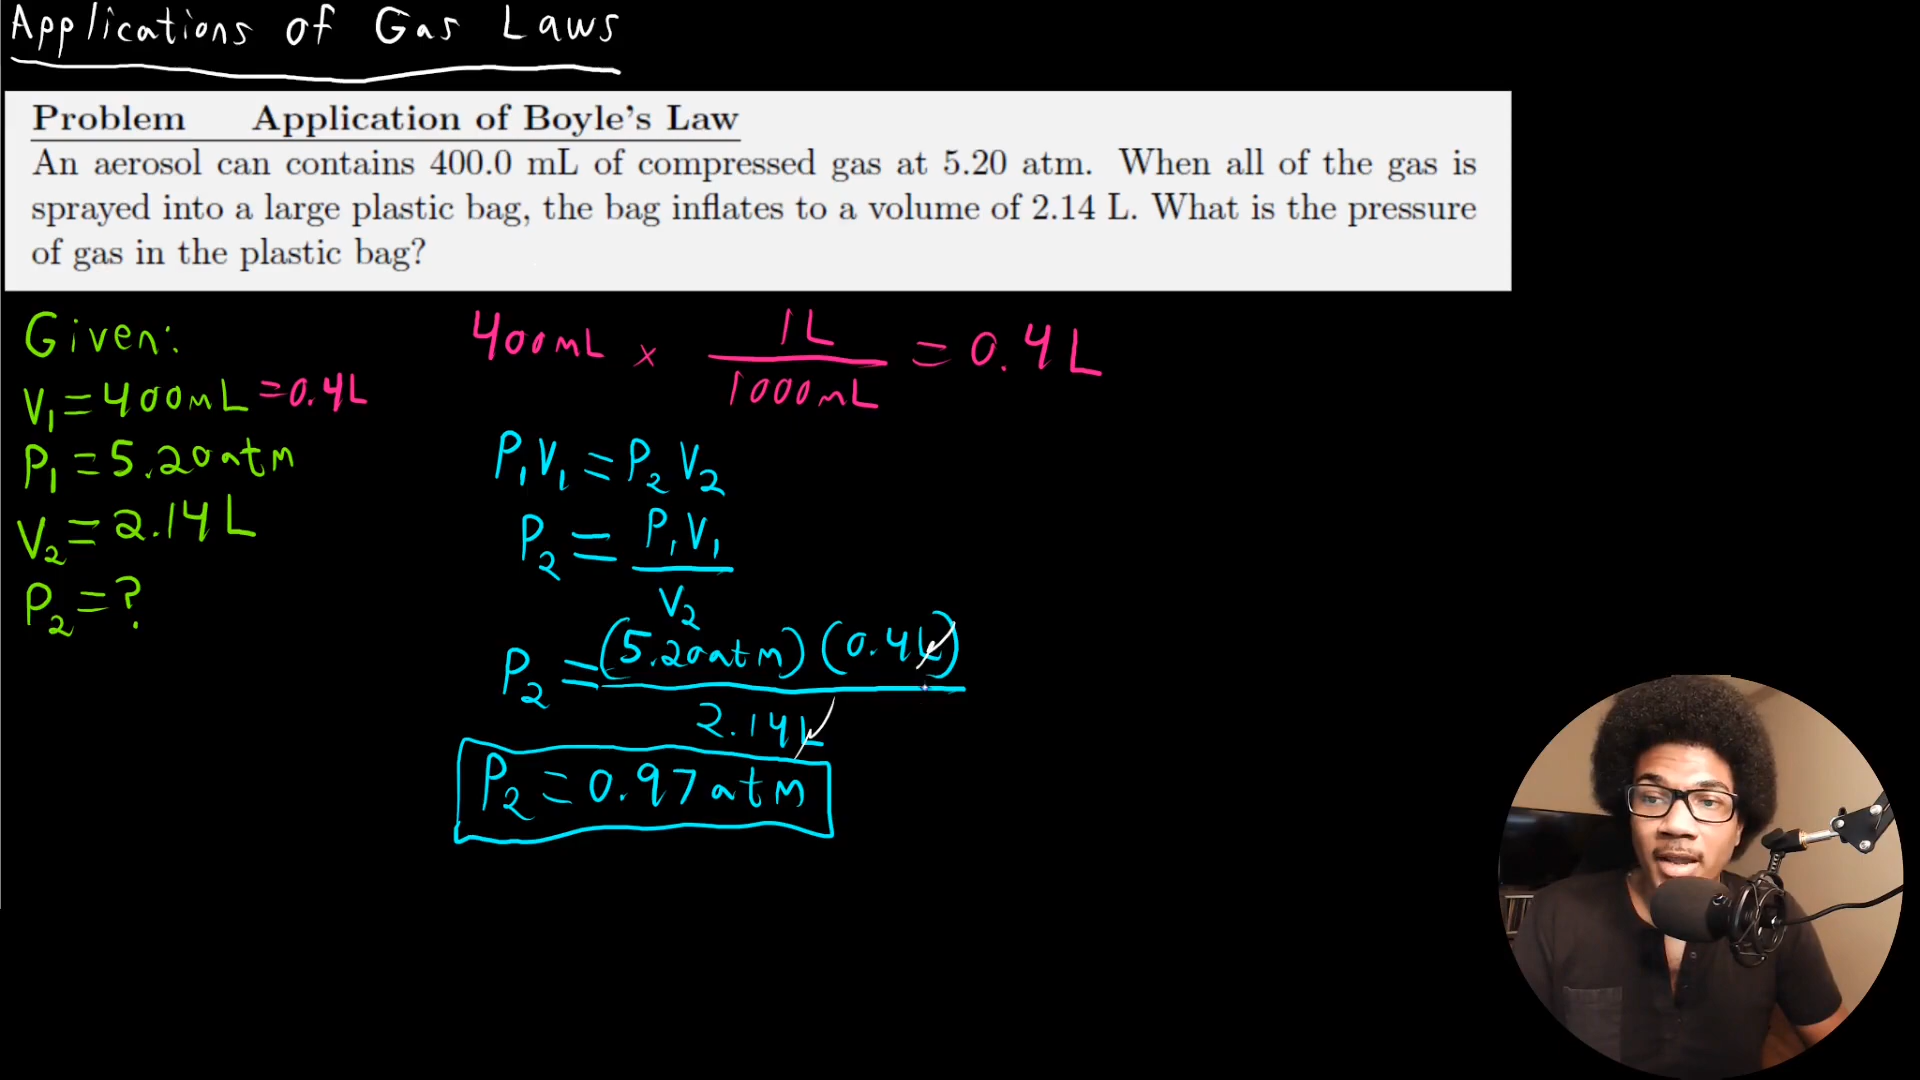 Applications of Gas Laws
Problem Application of Boyle's Law
An aerosol can contains 400.0 mL of compressed gas at 5.20 atm. When all of the gas is
sprayed into a large plastic bag, the bag inflates to a volume of 2.14 L. What is the pressure
of gas in the plastic bag?
Given:
V₁ = 400mL = 0.4L
P₁ = 5.20atm
V₂ = 2.14L
P₂ = ?
400mL x 1L / 1000mL = 0.4L
P₁V₁ = P₂V₂
P₂ = P₁V₁ / V₂
P₂ = (5.20atm)(0.4L) / 2.14L
P₂ = 0.97atm